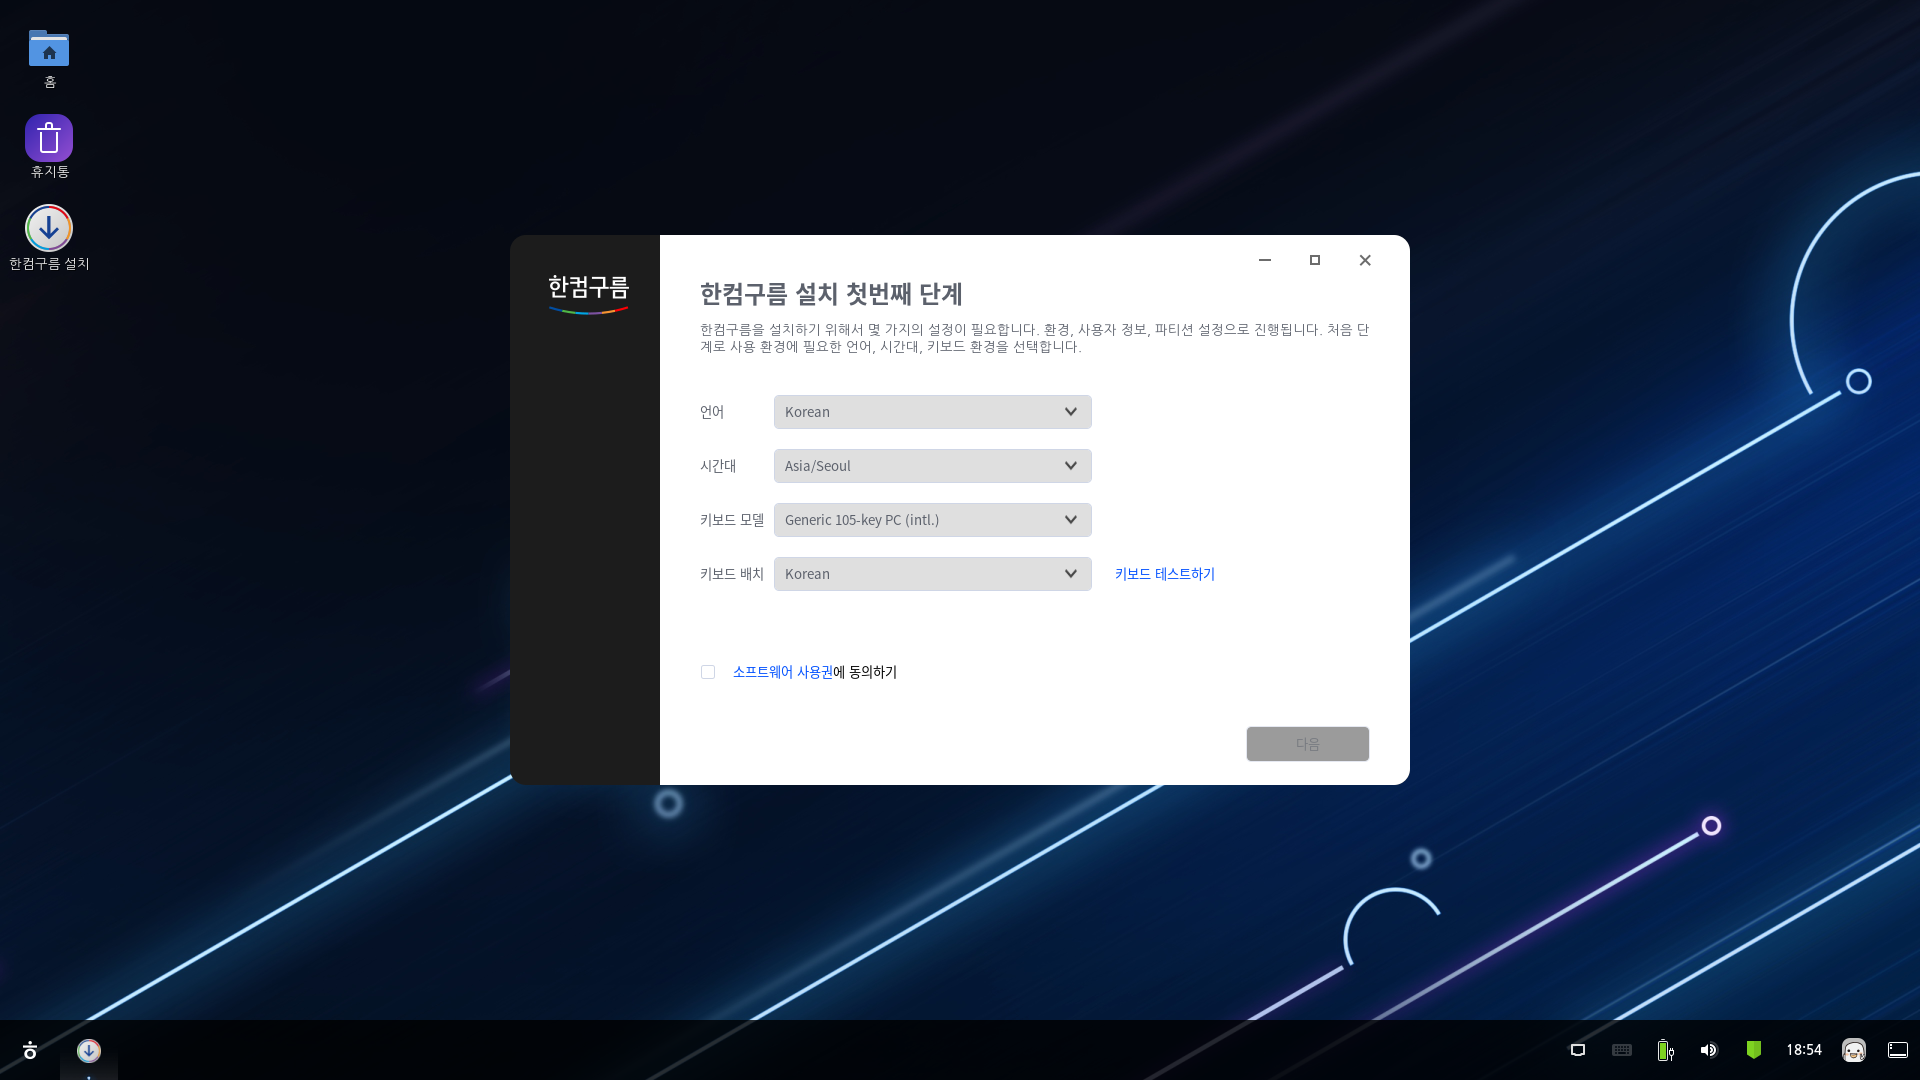 홈
휴지통
한컴구름 설치
한컴구름
한컴구름 설치 첫번째 단계
한컴구름을 설치하기 위해서 몇 가지의 설정이 필요합니다. 환경, 사용자 정보, 파티션 설정으로 진행됩니다. 처음 단
계로 사용 환경에 필요한 언어, 시간대, 키보드 환경을 선택합니다.
언어 Korean
시간대 Asia/Seoul
키보드 모델 Generic 105-key PC (intl.)
키보드 배치 Korean 키보드 테스트하기
소프트웨어 사용권에 동의하기
다음
18:54